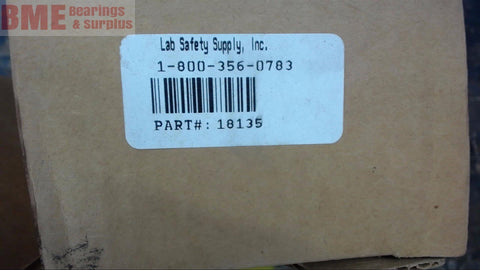 BME Bearings
& Surplus
Lab Safety Supply, Inc.
1-800-356-0783
PART#: 18135